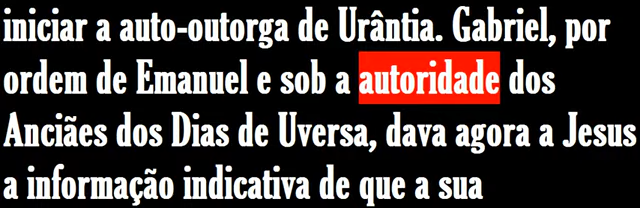 iniciar a auto-outorga de Urântia. Gabriel, por
ordem de Emanuel e sob a autoridade dos
Anciães dos Dias de Uversa, dava agora a Jesus
a informação indicativa de que a sua